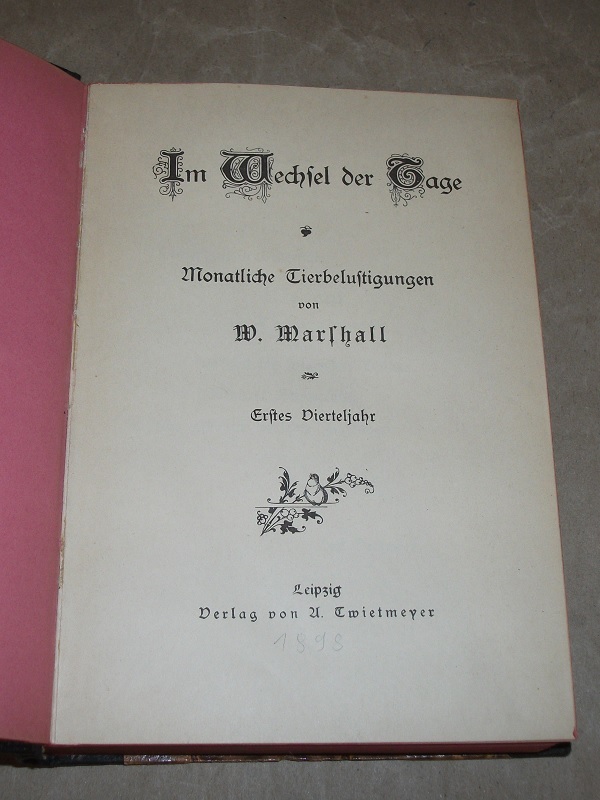 Im Wechſel der Tage
Monatliche Tierbeluſtigungen
von
W. Marſhall
Erſtes Vierteljahr
Leipzig
Verlag von A. Twietmeyer
1898